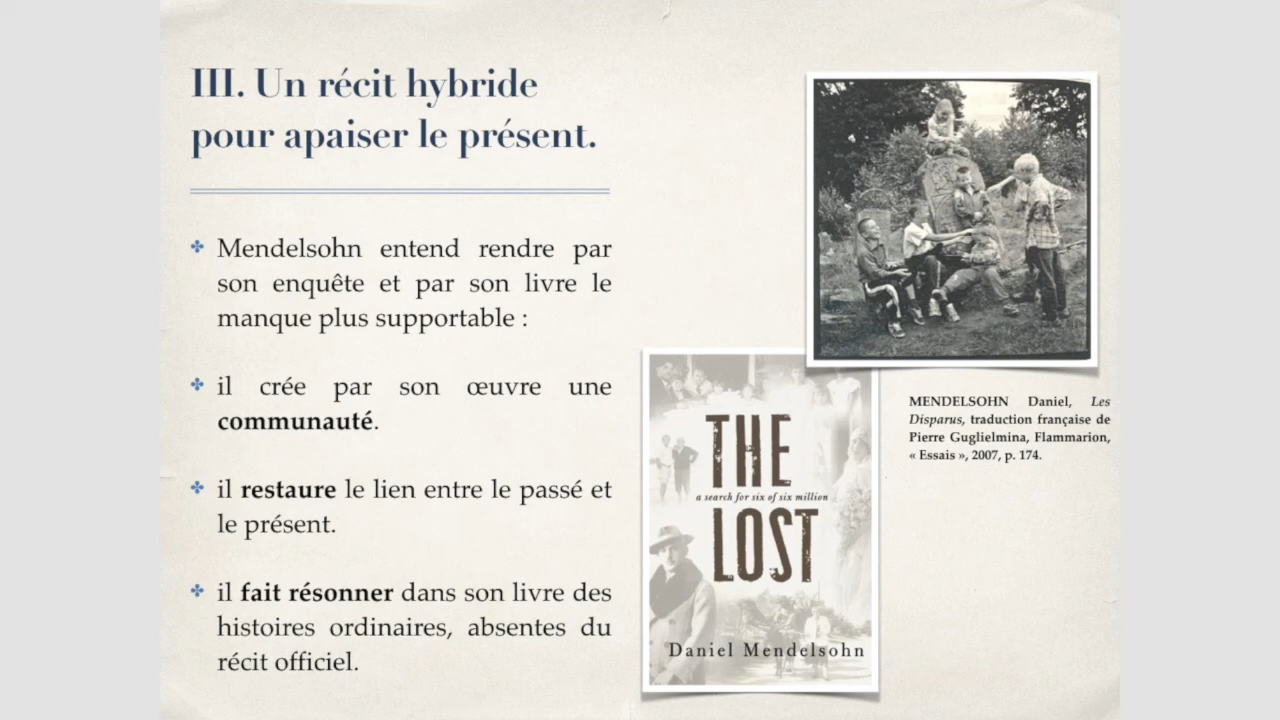 III. Un récit hybride
pour apaiser le présent.
Mendelsohn entend rendre par
son enquête et par son livre le
manque plus supportable :
il crée par son œuvre une
communauté.
il restaure le lien entre le passé et
le présent.
il fait résonner dans son livre des
histoires ordinaires, absentes du
récit officiel.
MENDELSOHN Daniel, Les
Disparus, traduction française de
Pierre Guglielmina, Flammarion,
« Essais », 2007, p. 174.
THE
a search for six of six million
LOST
Daniel Mendelsohn